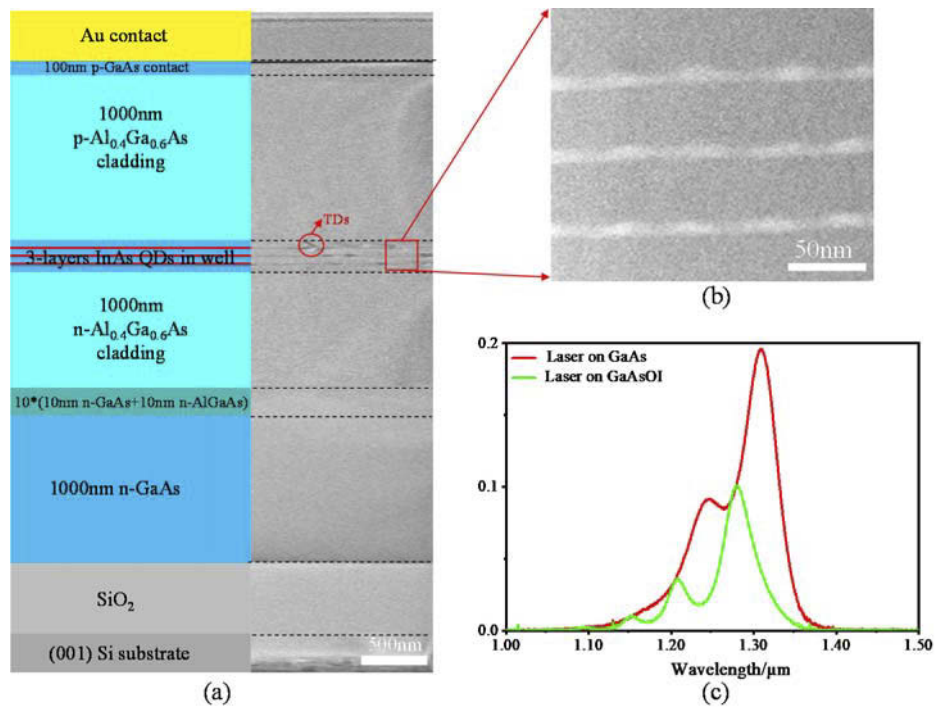 Au contact
100nm p-GaAs contact
1000nm
p-Al₀.₄Ga₀.₆As
cladding
TDs
3-layers InAs QDs in well
1000nm
n-Al₀.₄Ga₀.₆As
cladding
10*(10nm n-GaAs+10nm n-AlGaAs)
1000nm n-GaAs
SiO₂
(001) Si substrate
500nm
(a)
50nm
(b)
0.2
Laser on GaAs
Laser on GaAsOI
0.1
0.0
1.00 1.10 1.20 1.30 1.40 1.50
Wavelength/μm
(c)